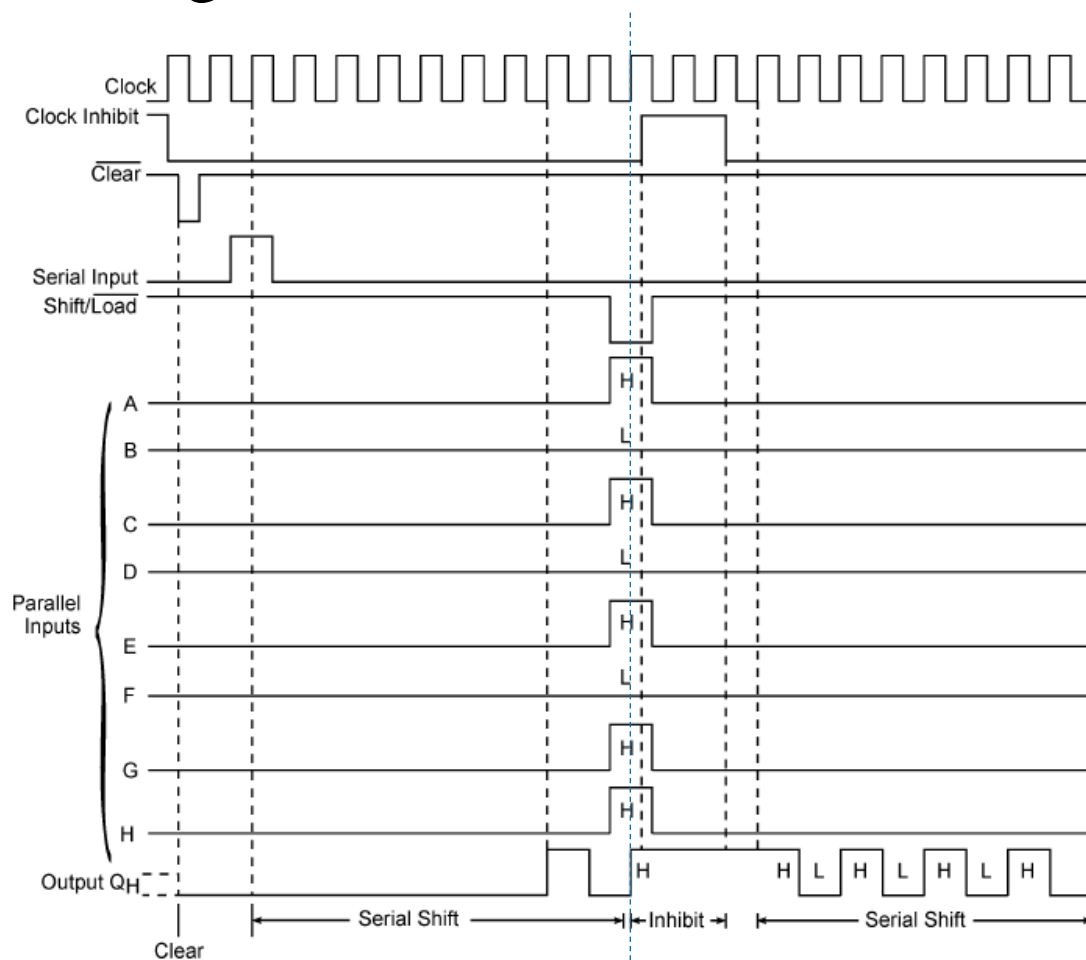 Clock
Clock Inhibit
Clear
Serial Input
Shift/Load
H
A
L
B
H
C
L
D
Parallel
Inputs
H
E
L
F
H
G
H
H
Output QH
H
H L H L H L H
Serial Shift
Inhibit
Serial Shift
Clear